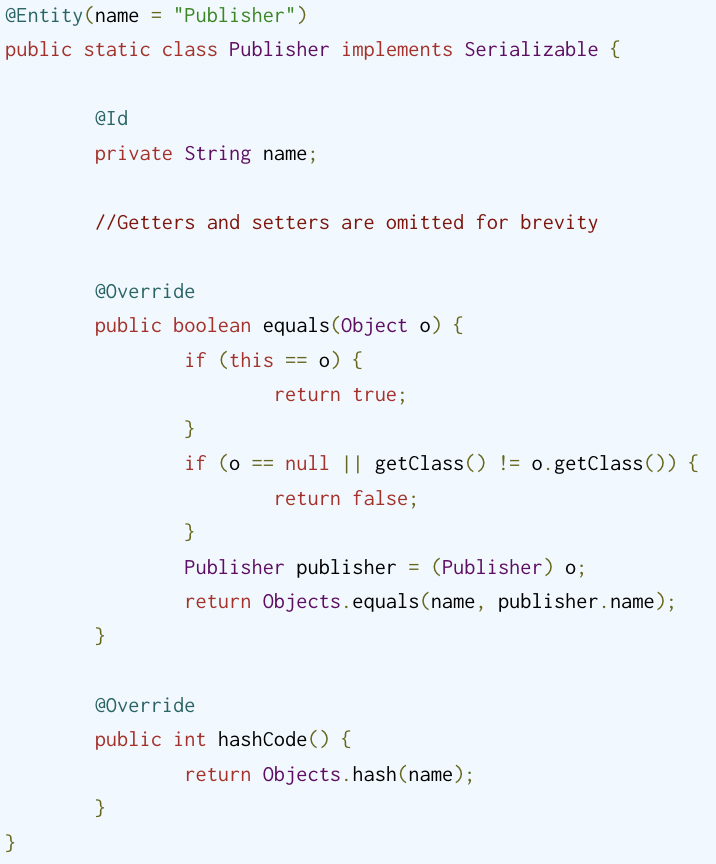 @Entity(name = "Publisher")
public static class Publisher implements Serializable {

        @Id
        private String name;

        //Getters and setters are omitted for brevity

        @Override
        public boolean equals(Object o) {
                if (this == o) {
                        return true;
                }
                if (o == null || getClass() != o.getClass()) {
                        return false;
                }
                Publisher publisher = (Publisher) o;
                return Objects.equals(name, publisher.name);
        }

        @Override
        public int hashCode() {
                return Objects.hash(name);
        }
}